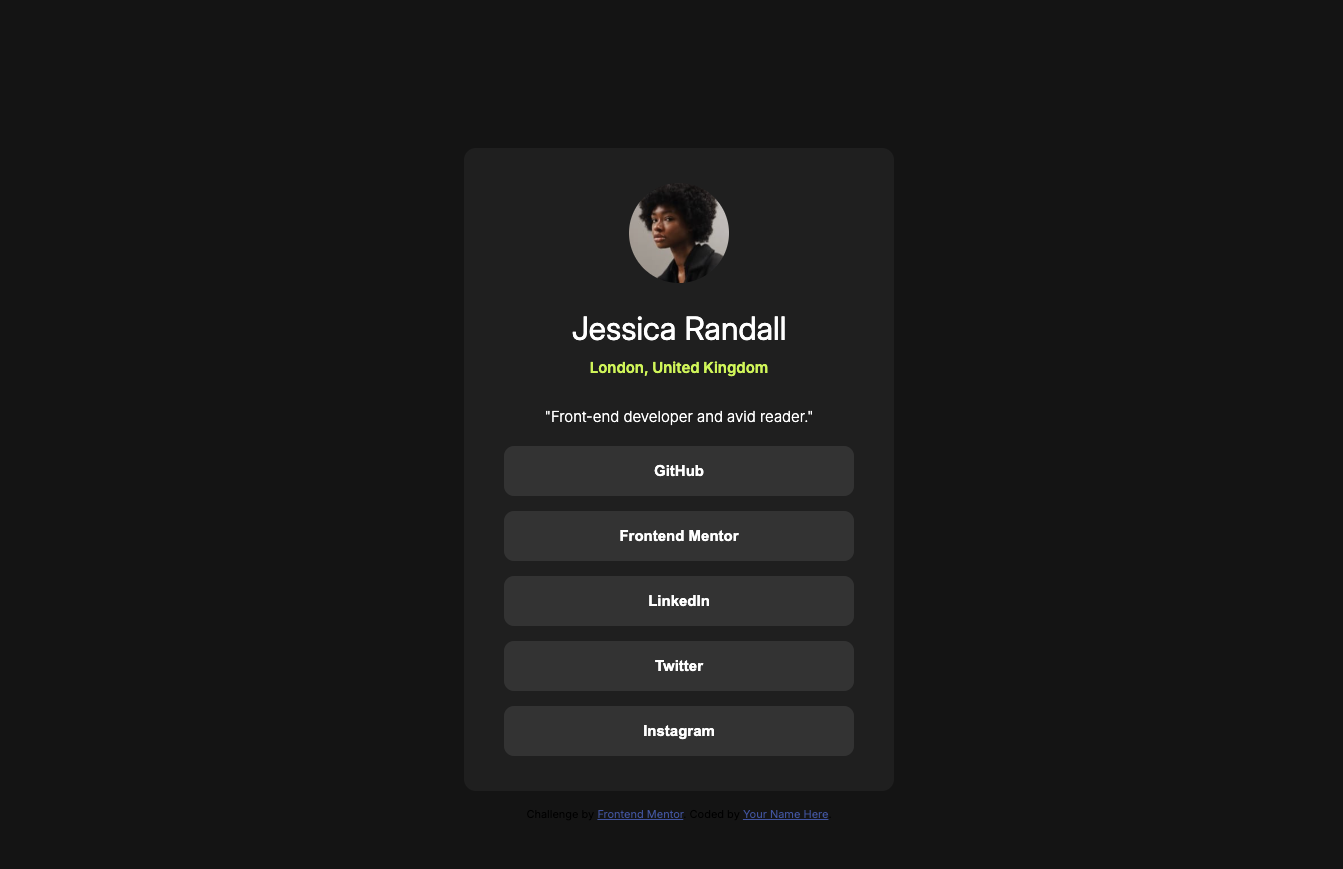 Jessica Randall
London, United Kingdom
"Front-end developer and avid reader."
GitHub
Frontend Mentor
LinkedIn
Twitter
Instagram
Challenge by Frontend Mentor. Coded by Your Name Here